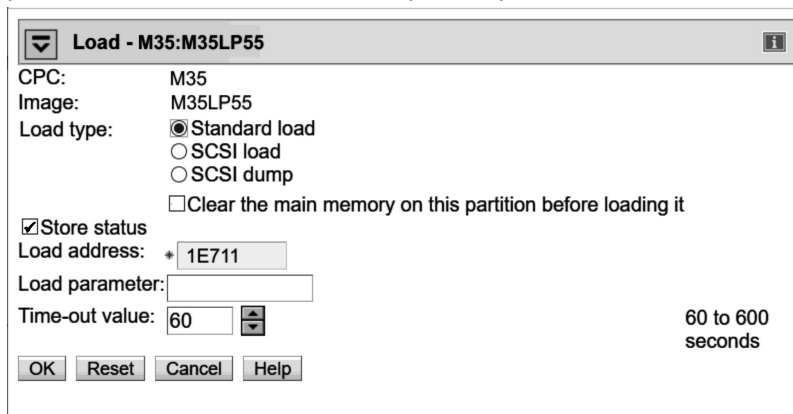 Load - M35:M35LP55
i
CPC: M35
Image: M35LP55
Load type: Standard load
SCSI load
SCSI dump
Clear the main memory on this partition before loading it
Store status
Load address: * 1E711
Load parameter:
Time-out value: 60 60 to 600
seconds
OK Reset Cancel Help